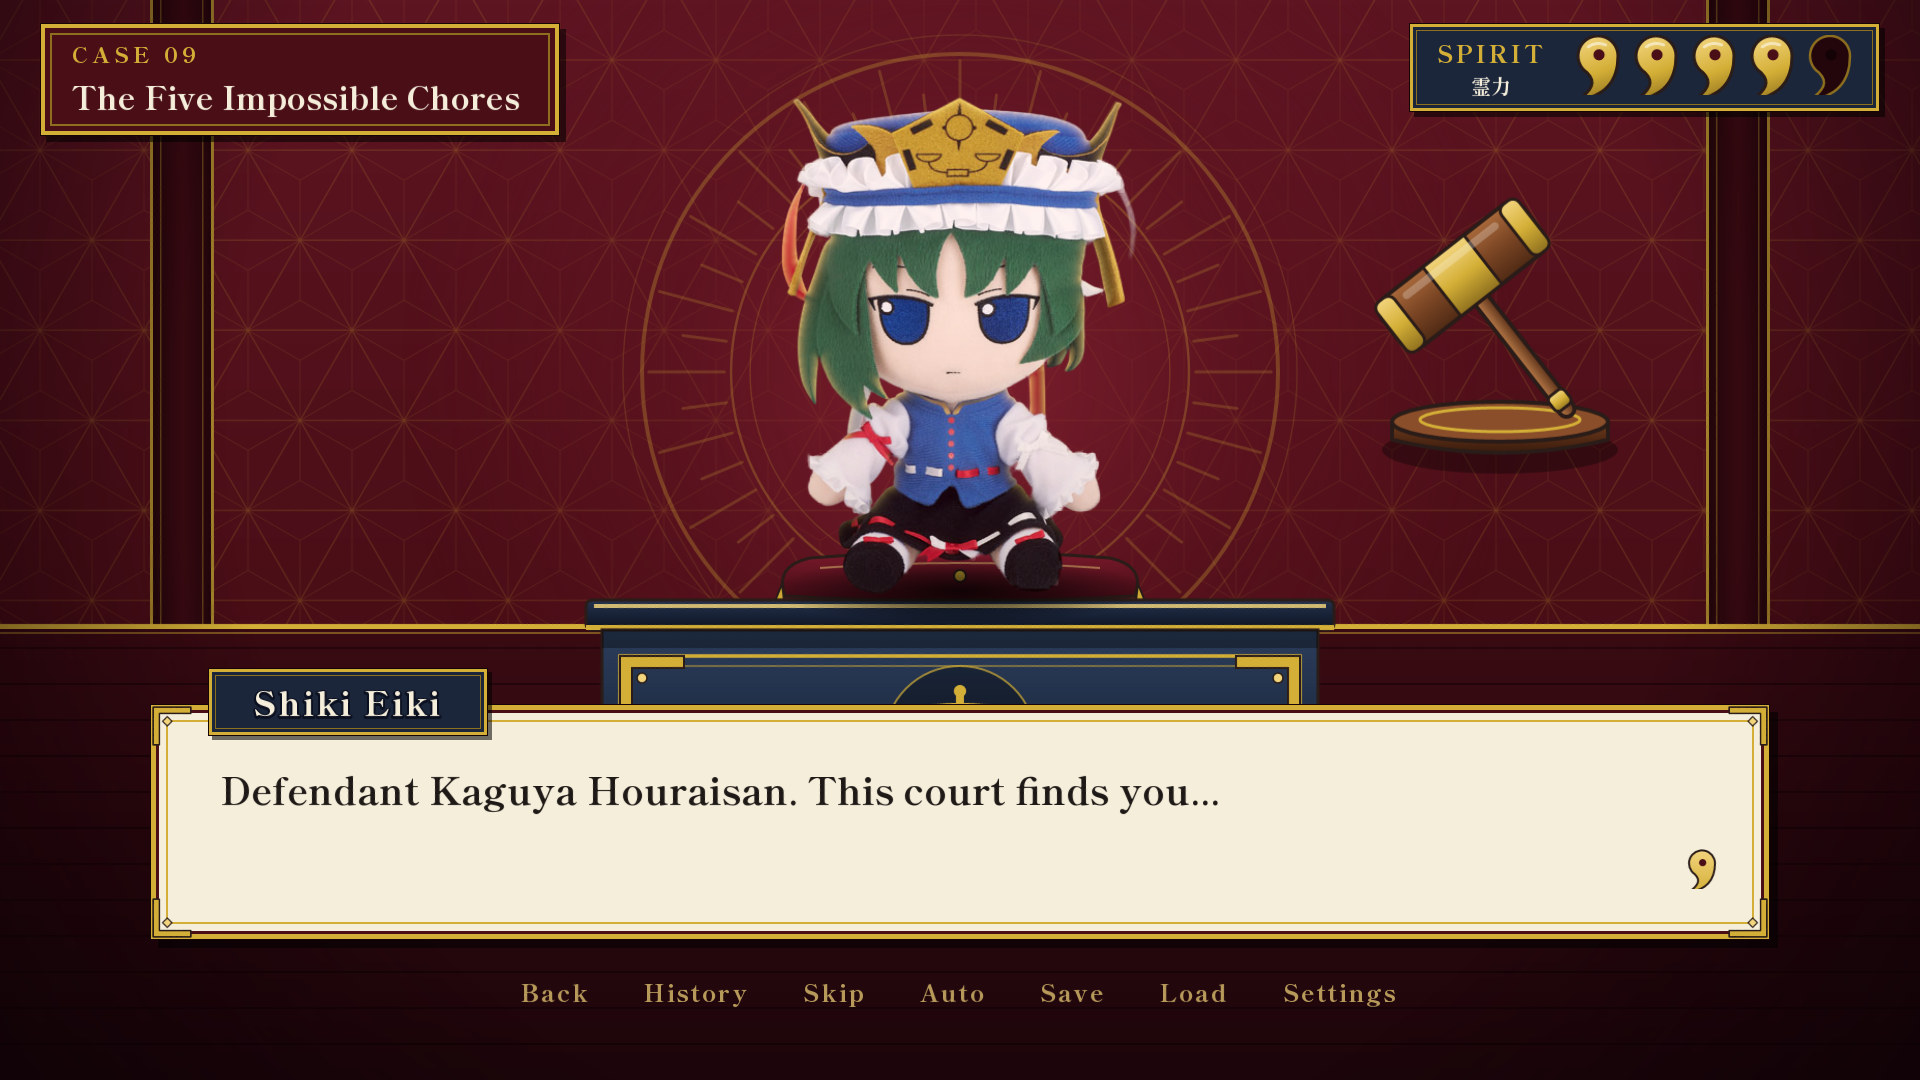 CASE 09
The Five Impossible Chores
SPIRIT
霊力
Shiki Eiki
Defendant Kaguya Houraisan. This court finds you...
Back History Skip Auto Save Load Settings